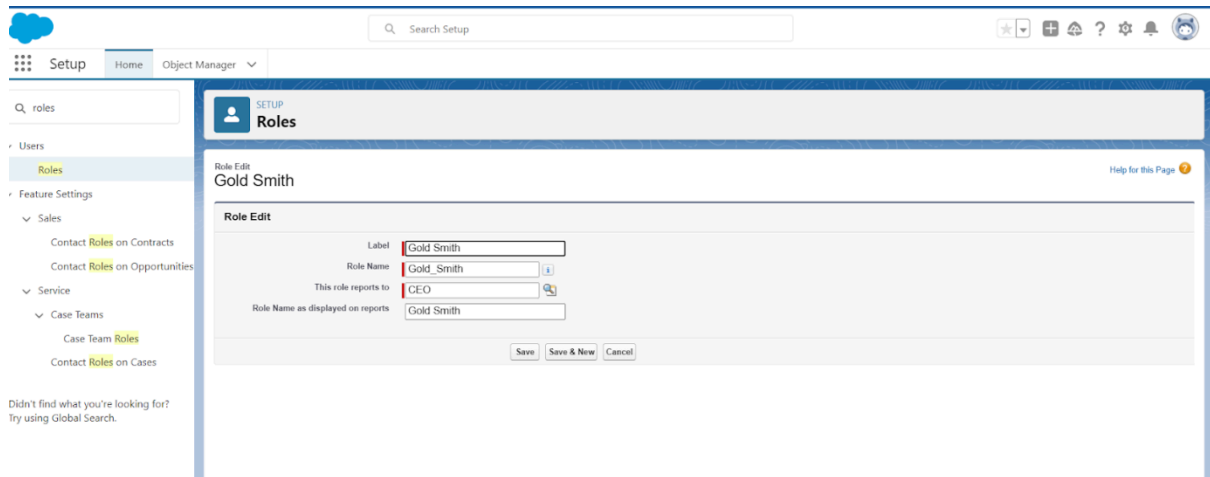 Search Setup
Setup
Home
Object Manager
roles
Users
Roles
Feature Settings
Sales
Contact Roles on Contracts
Contact Roles on Opportunities
Service
Case Teams
Case Team Roles
Contact Roles on Cases
Didn't find what you're looking for?
Try using Global Search.
SETUP
Roles
Role Edit
Gold Smith
Help for this Page ?
Role Edit
Label Gold Smith
Role Name Gold_Smith i
This role reports to CEO
Role Name as displayed on reports Gold Smith
Save Save & New Cancel